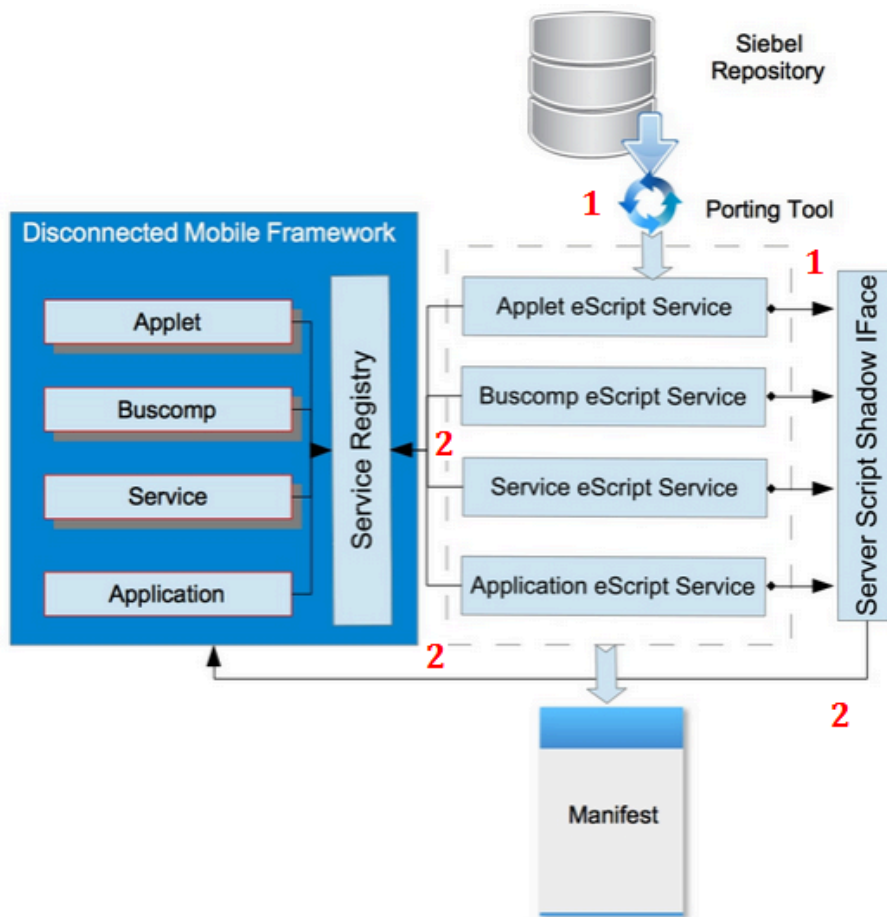 Siebel
Repository
1
Porting Tool
Disconnected Mobile Framework
1
Applet
Buscomp
Service
Application
Service Registry
2
Applet eScript Service
Buscomp eScript Service
Service eScript Service
Application eScript Service
Server Script Shadow IFace
2
2
Manifest